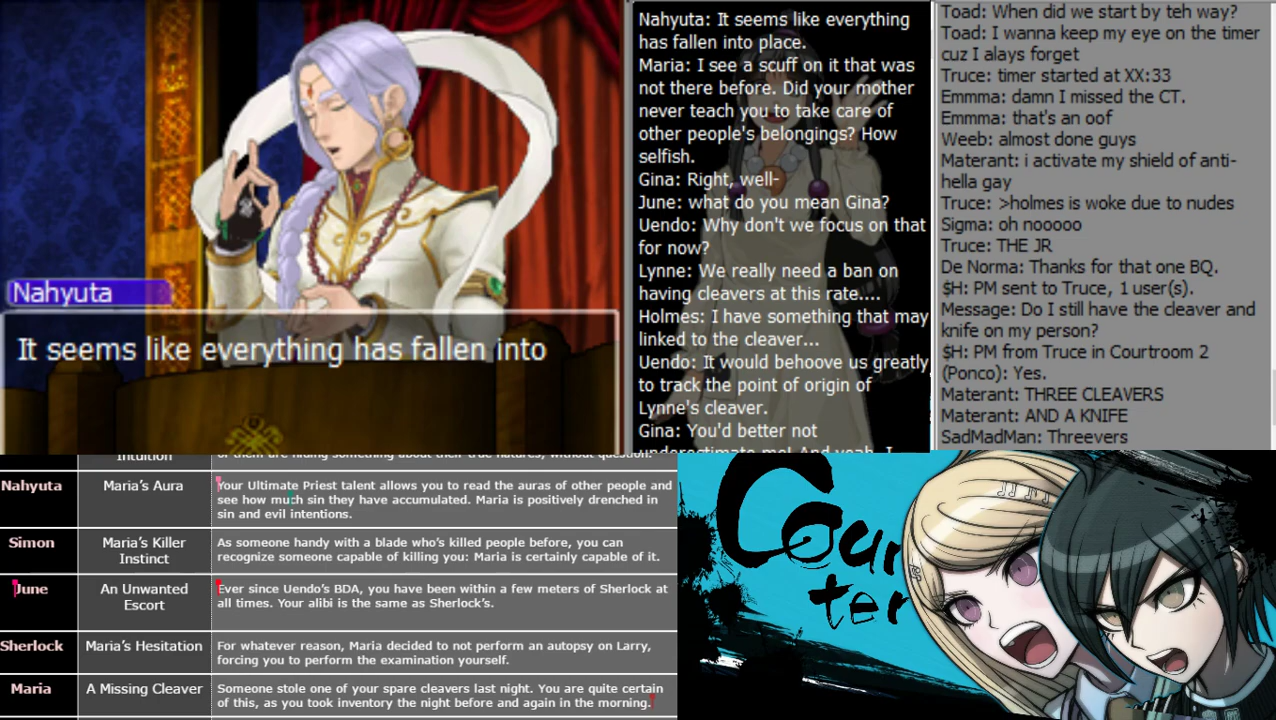 Nahyuta
It seems like everything has fallen into
Nahyuta: It seems like everything
has fallen into place.
Maria: I see a scuff on it that was
not there before. Did your mother
never teach you to take care of
other people's belongings? How
selfish.
Gina: Right, well-
June: what do you mean Gina?
Uendo: Why don't we focus on that
for now?
Lynne: We really need a ban on
having cleavers at this rate....
Holmes: I have something that may
linked to the cleaver...
Uendo: It would behoove us greatly
to track the point of origin of
Lynne's cleaver.
Gina: You'd better not
underestimate me! And yeah, I
Toad: When did we start by teh way?
Toad: I wanna keep my eye on the timer
cuz I alays forget
Truce: timer started at XX:33
Emmma: damn I missed the CT.
Emmma: that's an oof
Weeb: almost done guys
Materant: i activate my shield of anti-
hella gay
Truce: >holmes is woke due to nudes
Sigma: oh nooooo
Truce: THE JR
De Norma: Thanks for that one BQ.
$H: PM sent to Truce, 1 user(s).
Message: Do I still have the cleaver and
knife on my person?
$H: PM from Truce in Courtroom 2
(Ponco): Yes.
Materant: THREE CLEAVERS
Materant: AND A KNIFE
SadMadMan: Threevers
Intuition
of them are hiding something about their true natures, without question.
Nahyuta
Maria's Aura
Your Ultimate Priest talent allows you to read the auras of other people and
see how much sin they have accumulated. Maria is positively drenched in
sin and evil intentions.
Simon
Maria's Killer
Instinct
As someone handy with a blade who's killed people before, you can
recognize someone capable of killing you: Maria is certainly capable of it.
June
An Unwanted
Escort
Ever since Uendo's BDA, you have been within a few meters of Sherlock at
all times. Your alibi is the same as Sherlock's.
Sherlock
Maria's Hesitation
For whatever reason, Maria decided to not perform an autopsy on Larry,
forcing you to perform the examination yourself.
Maria
A Missing Cleaver
Someone stole one of your spare cleavers last night. You are quite certain
of this, as you took inventory the night before and again in the morning.
Coun
ter